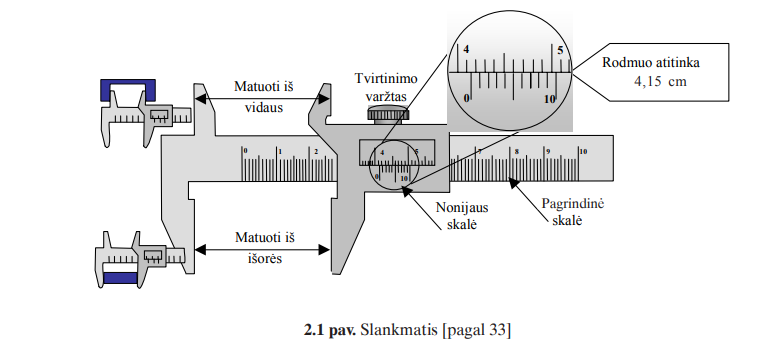 4 5
0 10
Rodmuo atitinka
4,15 cm
Matuoti iš
vidaus
Tvirtinimo
varžtas
0 1 2 4 5 7 8 9 10
0 10
Nonijaus
skalė
Pagrindinė
skalė
Matuoti iš
išorės
2.1 pav. Slankmatis [pagal 33]